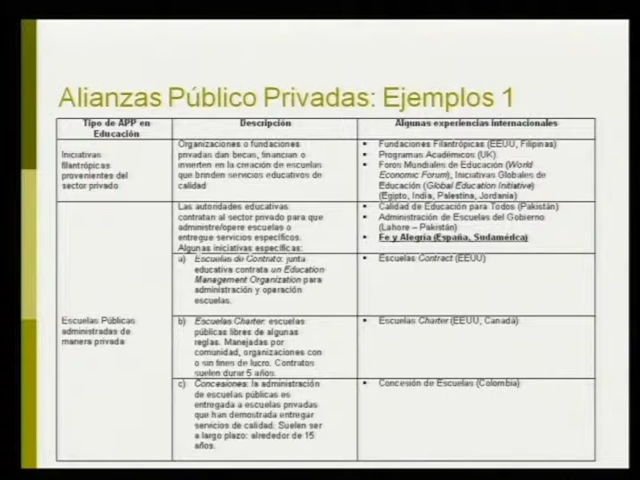 Alianzas Público Privadas: Ejemplos 1
Tipo de APP en
Educación
Descripción
Algunas experiencias internacionales
Iniciativas
filantrópicas
provenientes del
sector privado
Organizaciones o fundaciones
privadas dan becas, financian o
invierten en la creación de escuelas
que brinden servicios educativos de
calidad
Fundaciones Filantrópicas (EEUU, Filipinas)
Programas Académicos (UK)
Foros Mundiales de Educación (World
Economic Forum), Iniciativas Globales de
Educación (Global Education Initiative)
(Egipto, India, Palestina, Jordania)
Escuelas Públicas
administradas de
manera privada
Las autoridades educativas
contratan al sector privado para que
administre/opere escuelas o
entregue servicios específicos.
Algunas iniciativas específicas:
Calidad de Educación para Todos (Pakistán)
Administración de Escuelas del Gobierno
(Lahore – Pakistán)
Fe y Alegría (España, Sudamérica)
a) Escuelas de Contrato: junta
educativa contrata un Education
Management Organization para
administración y operación
escuelas.
Escuelas Contract (EEUU)
b) Escuelas Charter: escuelas
públicas libres de algunas
reglas. Manejadas por
comunidad, organizaciones con
o sin fines de lucro. Contratos
suelen durar 5 años.
Escuelas Charter (EEUU, Canadá)
c) Concesiones: la administración
de escuelas públicas es
entregada a escuelas privadas
que han demostrada entregar
servicios de calidad. Suelen ser
a largo plazo: alrededor de 15
años.
Concesión de Escuelas (Colombia)